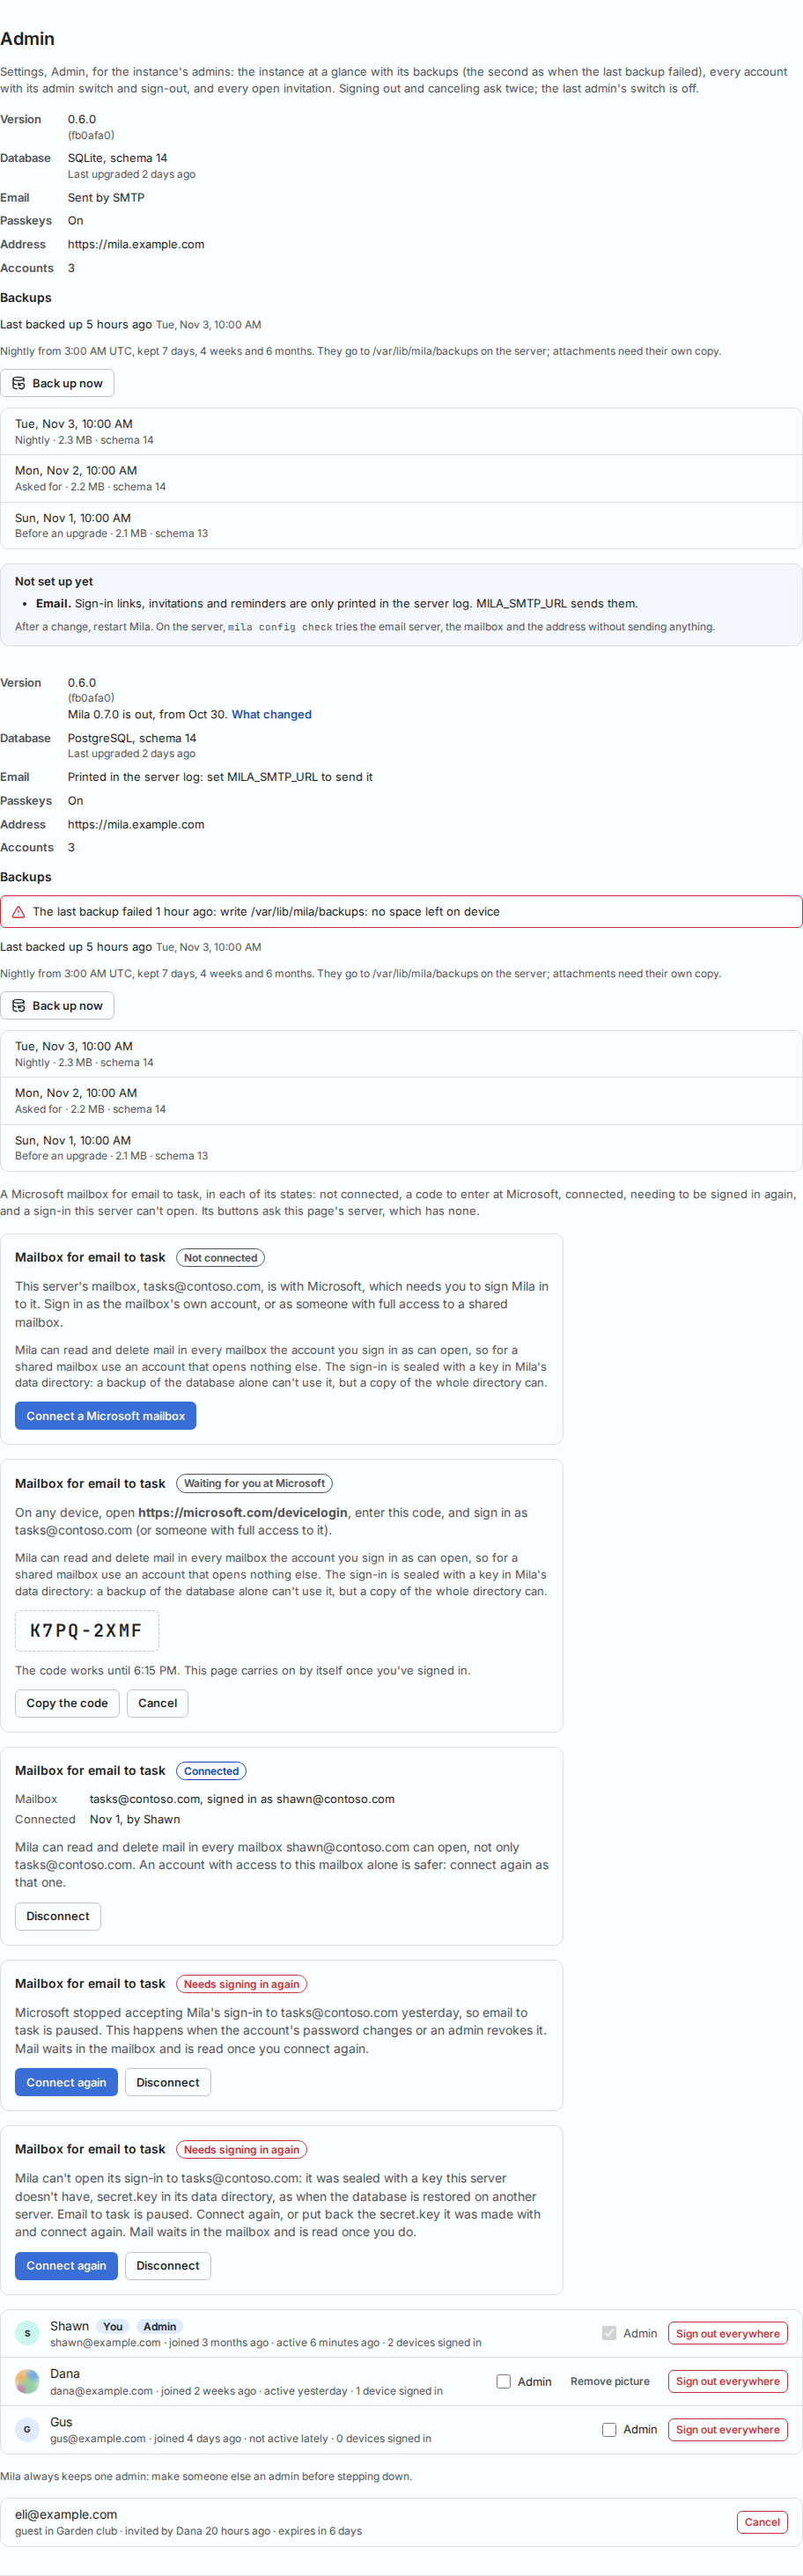 Admin
Settings, Admin, for the instance's admins: the instance at a glance with its backups (the second as when the last backup failed), every account
with its admin switch and sign-out, and every open invitation. Signing out and canceling ask twice; the last admin's switch is off.
Version 0.6.0
(fb0afa0)
Database SQLite, schema 14
Last upgraded 2 days ago
Email Sent by SMTP
Passkeys On
Address https://mila.example.com
Accounts 3
Backups
Last backed up 5 hours ago Tue, Nov 3, 10:00 AM
Nightly from 3:00 AM UTC, kept 7 days, 4 weeks and 6 months. They go to /var/lib/mila/backups on the server; attachments need their own copy.
Back up now
Tue, Nov 3, 10:00 AM
Nightly · 2.3 MB · schema 14
Mon, Nov 2, 10:00 AM
Asked for · 2.2 MB · schema 14
Sun, Nov 1, 10:00 AM
Before an upgrade · 2.1 MB · schema 13
Not set up yet
• Email. Sign-in links, invitations and reminders are only printed in the server log. MILA_SMTP_URL sends them.
After a change, restart Mila. On the server, mila config check tries the email server, the mailbox and the address without sending anything.
Version 0.6.0
(fb0afa0)
Mila 0.7.0 is out, from Oct 30. What changed
Database PostgreSQL, schema 14
Last upgraded 2 days ago
Email Printed in the server log: set MILA_SMTP_URL to send it
Passkeys On
Address https://mila.example.com
Accounts 3
Backups
The last backup failed 1 hour ago: write /var/lib/mila/backups: no space left on device
Last backed up 5 hours ago Tue, Nov 3, 10:00 AM
Nightly from 3:00 AM UTC, kept 7 days, 4 weeks and 6 months. They go to /var/lib/mila/backups on the server; attachments need their own copy.
Back up now
Tue, Nov 3, 10:00 AM
Nightly · 2.3 MB · schema 14
Mon, Nov 2, 10:00 AM
Asked for · 2.2 MB · schema 14
Sun, Nov 1, 10:00 AM
Before an upgrade · 2.1 MB · schema 13
A Microsoft mailbox for email to task, in each of its states: not connected, a code to enter at Microsoft, connected, needing to be signed in again,
and a sign-in this server can't open. Its buttons ask this page's server, which has none.
Mailbox for email to task Not connected
This server's mailbox, tasks@contoso.com, is with Microsoft, which needs you to sign Mila in
to it. Sign in as the mailbox's own account, or as someone with full access to a shared
mailbox.
Mila can read and delete mail in every mailbox the account you sign in as can open, so for a
shared mailbox use an account that opens nothing else. The sign-in is sealed with a key in Mila's
data directory: a backup of the database alone can't use it, but a copy of the whole directory can.
Connect a Microsoft mailbox
Mailbox for email to task Waiting for you at Microsoft
On any device, open https://microsoft.com/devicelogin, enter this code, and sign in as
tasks@contoso.com (or someone with full access to it).
Mila can read and delete mail in every mailbox the account you sign in as can open, so for a
shared mailbox use an account that opens nothing else. The sign-in is sealed with a key in Mila's
data directory: a backup of the database alone can't use it, but a copy of the whole directory can.
K7PQ-2XMF
The code works until 6:15 PM. This page carries on by itself once you've signed in.
Copy the code Cancel
Mailbox for email to task Connected
Mailbox tasks@contoso.com, signed in as shawn@contoso.com
Connected Nov 1, by Shawn
Mila can read and delete mail in every mailbox shawn@contoso.com can open, not only
tasks@contoso.com. An account with access to this mailbox alone is safer: connect again as
that one.
Disconnect
Mailbox for email to task Needs signing in again
Microsoft stopped accepting Mila's sign-in to tasks@contoso.com yesterday, so email to
task is paused. This happens when the account's password changes or an admin revokes it.
Mail waits in the mailbox and is read once you connect again.
Connect again Disconnect
Mailbox for email to task Needs signing in again
Mila can't open its sign-in to tasks@contoso.com: it was sealed with a key this server
doesn't have, secret.key in its data directory, as when the database is restored on another
server. Email to task is paused. Connect again, or put back the secret.key it was made with
and connect again. Mail waits in the mailbox and is read once you do.
Connect again Disconnect
S Shawn You Admin
shawn@example.com · joined 3 months ago · active 6 minutes ago · 2 devices signed in
Admin Sign out everywhere
Dana
dana@example.com · joined 2 weeks ago · active yesterday · 1 device signed in
Admin Remove picture Sign out everywhere
G Gus
gus@example.com · joined 4 days ago · not active lately · 0 devices signed in
Admin Sign out everywhere
Mila always keeps one admin: make someone else an admin before stepping down.
eli@example.com
guest in Garden club · invited by Dana 20 hours ago · expires in 6 days
Cancel